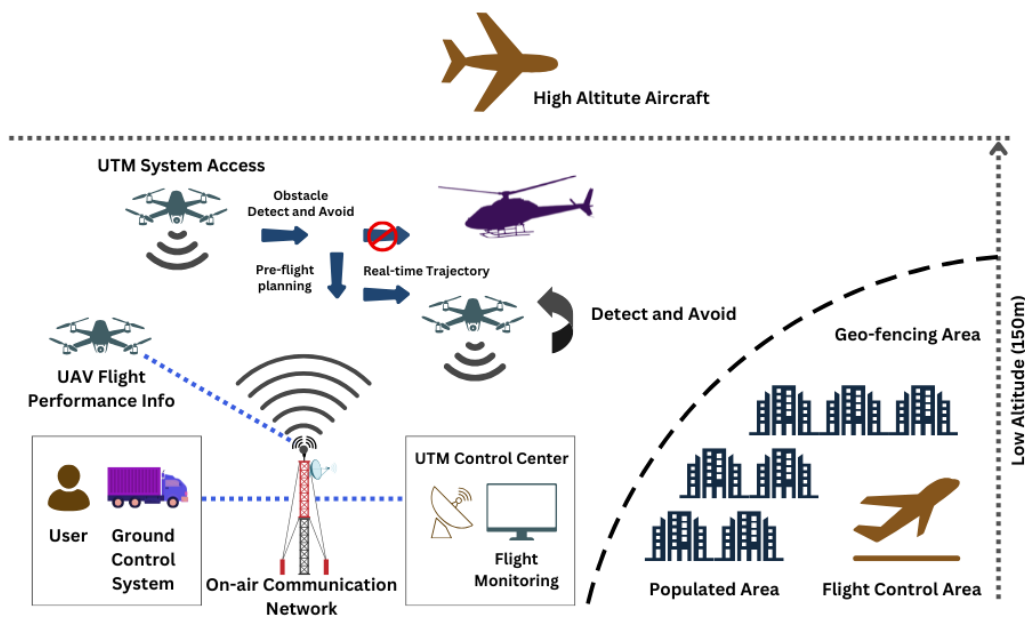 High Altitute Aircraft
UTM System Access
Obstacle
Detect and Avoid
Pre-flight
planning
Real-time Trajectory
Detect and Avoid
Geo-fencing Area
Low Altitude (150m)
UAV Flight
Performance Info
User
Ground
Control
System
On-air Communication
Network
UTM Control Center
Flight
Monitoring
Populated Area
Flight Control Area